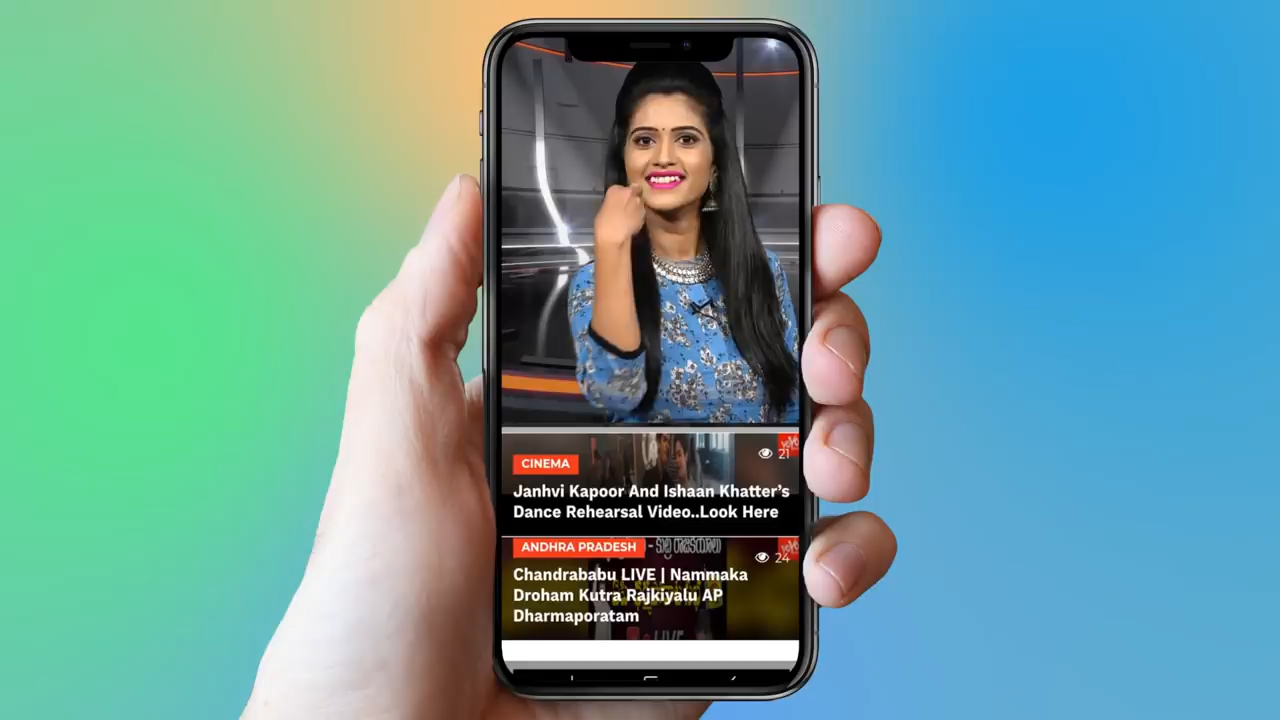 CINEMA
21
Janhvi Kapoor And Ishaan Khatter's
Dance Rehearsal Video..Look Here
ANDHRA PRADESH
24
Chandrababu LIVE | Nammaka
Droham Kutra Rajkiyalu AP
Dharmaporatam
LIVE